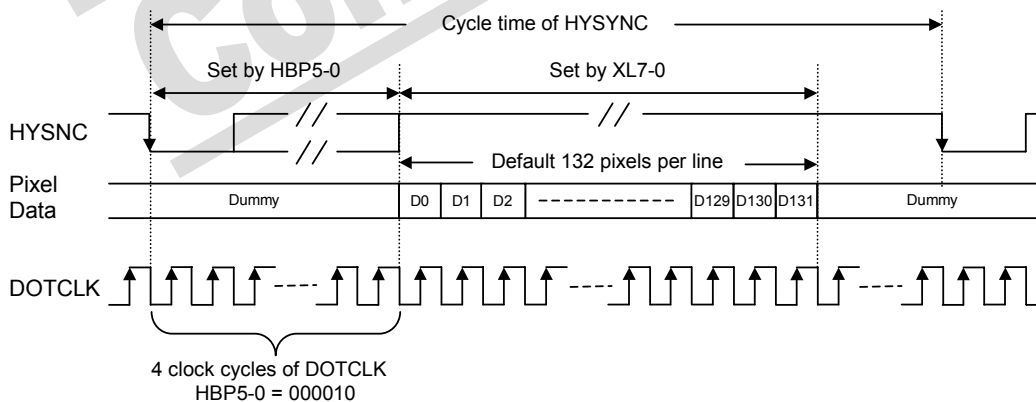 Cycle time of HYSYNC
Set by HBP5-0
Set by XL7-0
HYSNC
Default 132 pixels per line
Pixel
Data
Dummy
D0
D1
D2
D129
D130
D131
Dummy
DOTCLK
4 clock cycles of DOTCLK
HBP5-0 = 000010